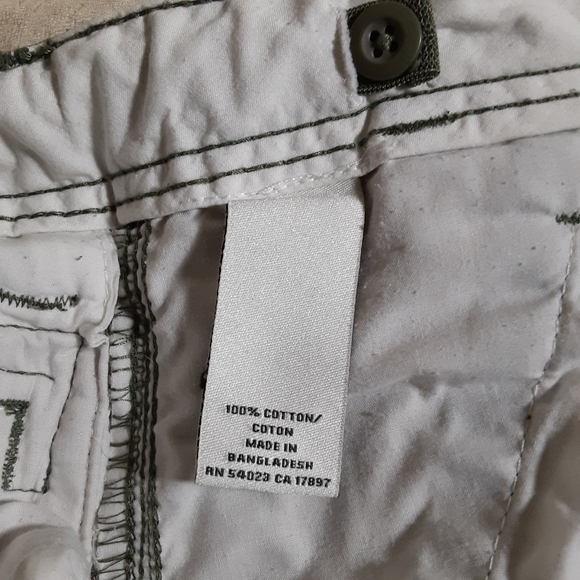 100% COTTON/
COTON
MADE IN
BANGLADESH
RN 54023 CA 17897